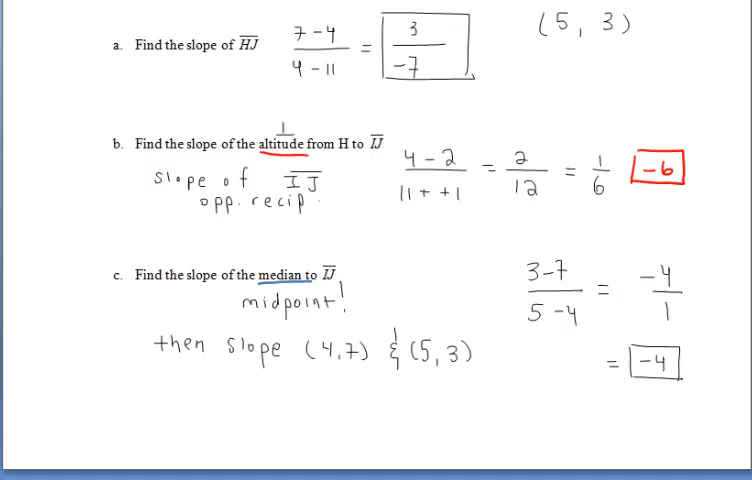 (5, 3)
a. Find the slope of HJ 7-4 / 4-11 = 3 / -7
b. Find the slope of the altitude from H to IJ
⊥
slope of IJ
opp. recip.
4-2 / 11++1 = 2 / 12 = 1 / 6 -6
c. Find the slope of the median to IJ
midpoint!
then slope (4,7) & (5,3)
3-7 / 5-4 = -4 / 1
= -4